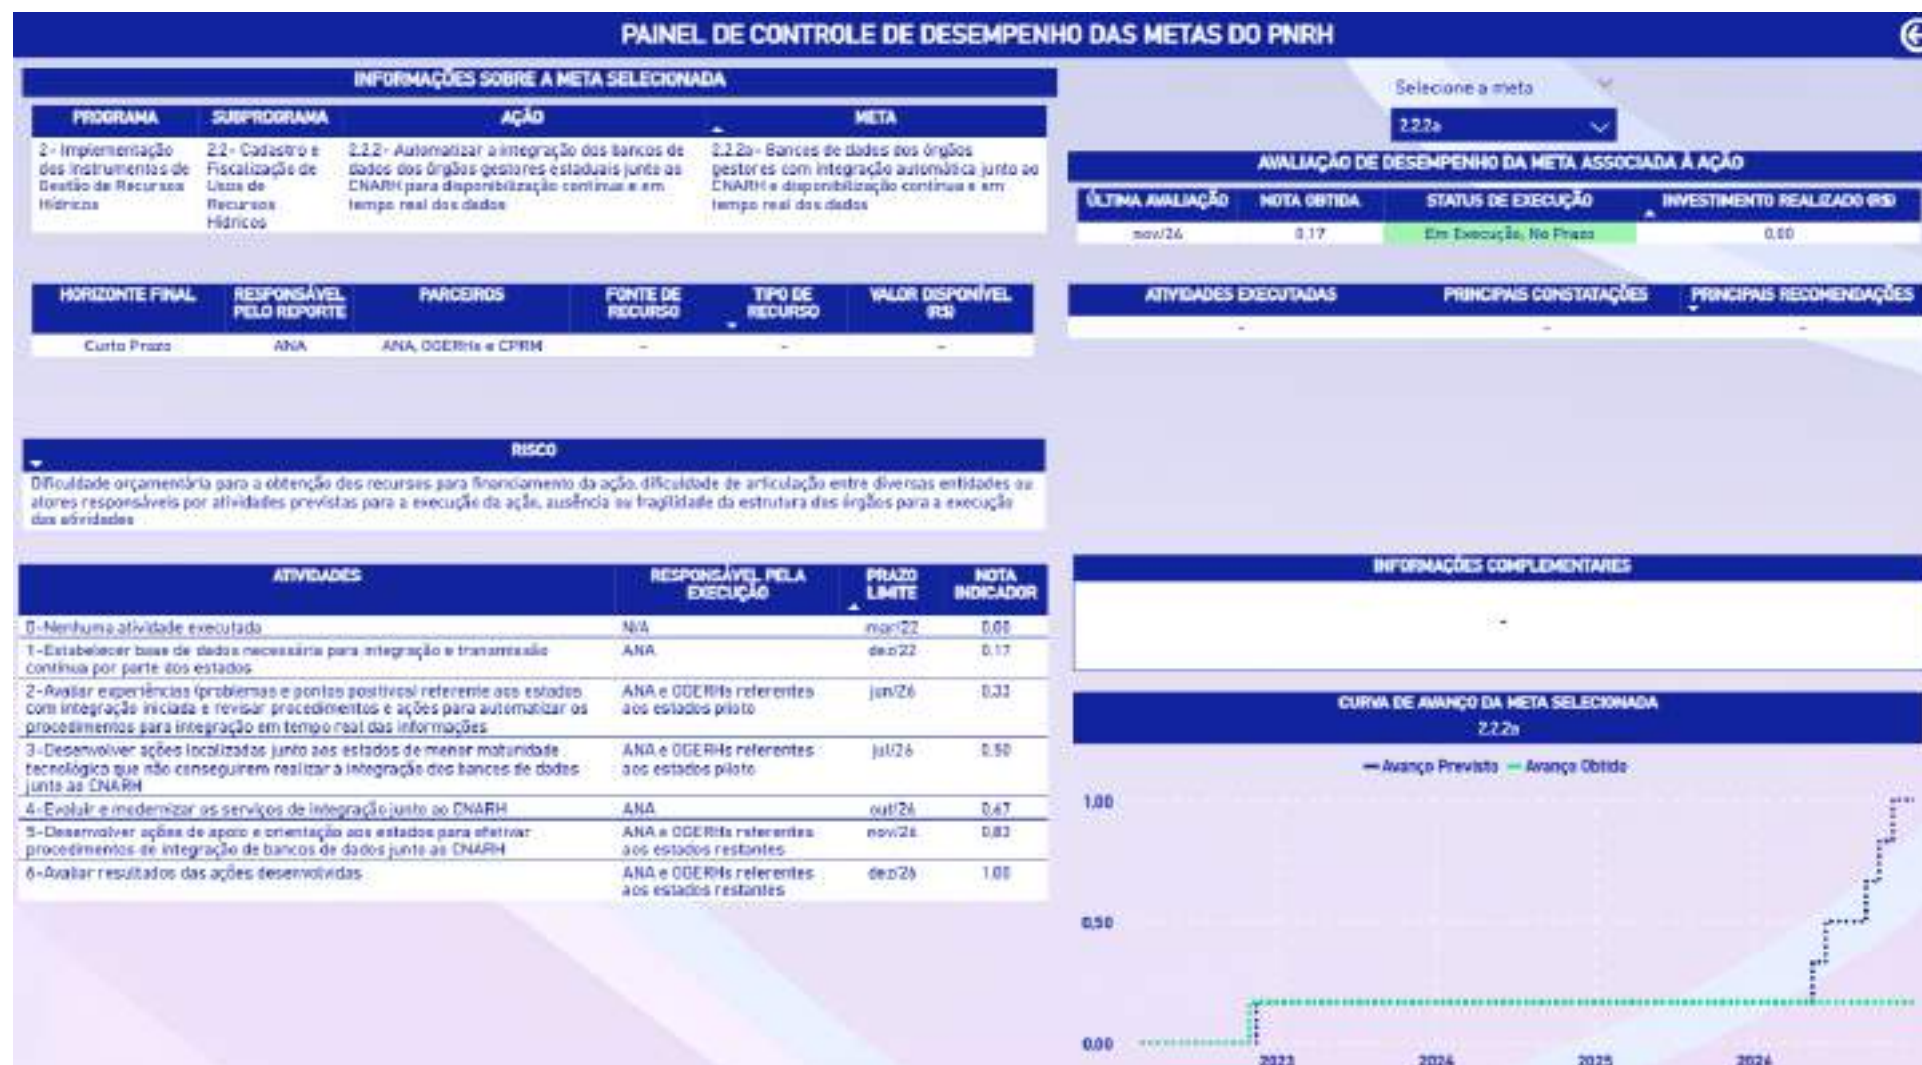 PAINEL DE CONTROLE DE DESEMPENHO DAS METAS DO PNRH
INFORMAÇÕES SOBRE A META SELECIONADA
PROGRAMA SUBPROGRAMA AÇÃO META
2- Implementação dos Instrumentos de Gestão de Recursos Hídricos
2.2- Cadastro e Fiscalização de Usos de Recursos Hídricos
2.2.2- Automatizar a integração dos bancos de dados dos órgãos gestores estaduais junto ao CNARH para disponibilização contínua e em tempo real dos dados
2.2.2a- Bancos de dados dos órgãos gestores com integração automática junto ao CNARH e disponibilização contínua e em tempo real dos dados
Selecione a meta
2.2.2a
AVALIAÇÃO DE DESEMPENHO DA META ASSOCIADA À AÇÃO
ÚLTIMA AVALIAÇÃO NOTA OBTIDA STATUS DE EXECUÇÃO INVESTIMENTO REALIZADO (R$)
nov/26 0,17 Em Execução, No Prazo 0,00
HORIZONTE FINAL RESPONSÁVEL PELO REPORTE PARCEIROS FONTE DE RECURSO TIPO DE RECURSO VALOR DISPONÍVEL (R$)
Curto Prazo ANA ANA, OGERHs e CPRM - - -
ATIVIDADES EXECUTADAS PRINCIPAIS CONSTATAÇÕES PRINCIPAIS RECOMENDAÇÕES
- - -
RISCO
Dificuldade orçamentária para a obtenção dos recursos para financiamento da ação, dificuldade de articulação entre diversas entidades ou
atores responsáveis por atividades previstas para a execução da ação, ausência ou fragilidade da estrutura dos órgãos para a execução
das atividades
ATIVIDADES RESPONSÁVEL PELA EXECUÇÃO PRAZO LIMITE NOTA INDICADOR
0-Nenhuma atividade executada N/A mar/22 0,00
1-Estabelecer base de dados necessária para integração e transmissão contínua por parte dos estados ANA dez/22 0,17
2-Avaliar experiências (problemas e pontos positivos) referente aos estados com integração iniciada e revisar procedimentos e ações para automatizar os procedimentos para integração em tempo real das informações ANA e OGERHs referentes aos estados piloto jun/26 0,33
3-Desenvolver ações localizadas junto aos estados de menor maturidade tecnológica que não conseguirem realizar a integração dos bancos de dados junto ao CNARH ANA e OGERHs referentes aos estados piloto jul/26 0,50
4-Evoluir e modernizar os serviços de integração junto ao CNARH ANA out/26 0,67
5-Desenvolver ações de apoio e orientação aos estados para efetivar procedimentos de integração de bancos de dados junto ao CNARH ANA e OGERHs referentes aos estados restantes nov/26 0,83
6-Avaliar resultados das ações desenvolvidas ANA e OGERHs referentes aos estados restantes dez/26 1,00
INFORMAÇÕES COMPLEMENTARES
-
CURVA DE AVANÇO DA META SELECIONADA
2.2.2a
Avanço Previsto Avanço Obtido
1,00
0,50
0,00
2023 2024 2025 2026